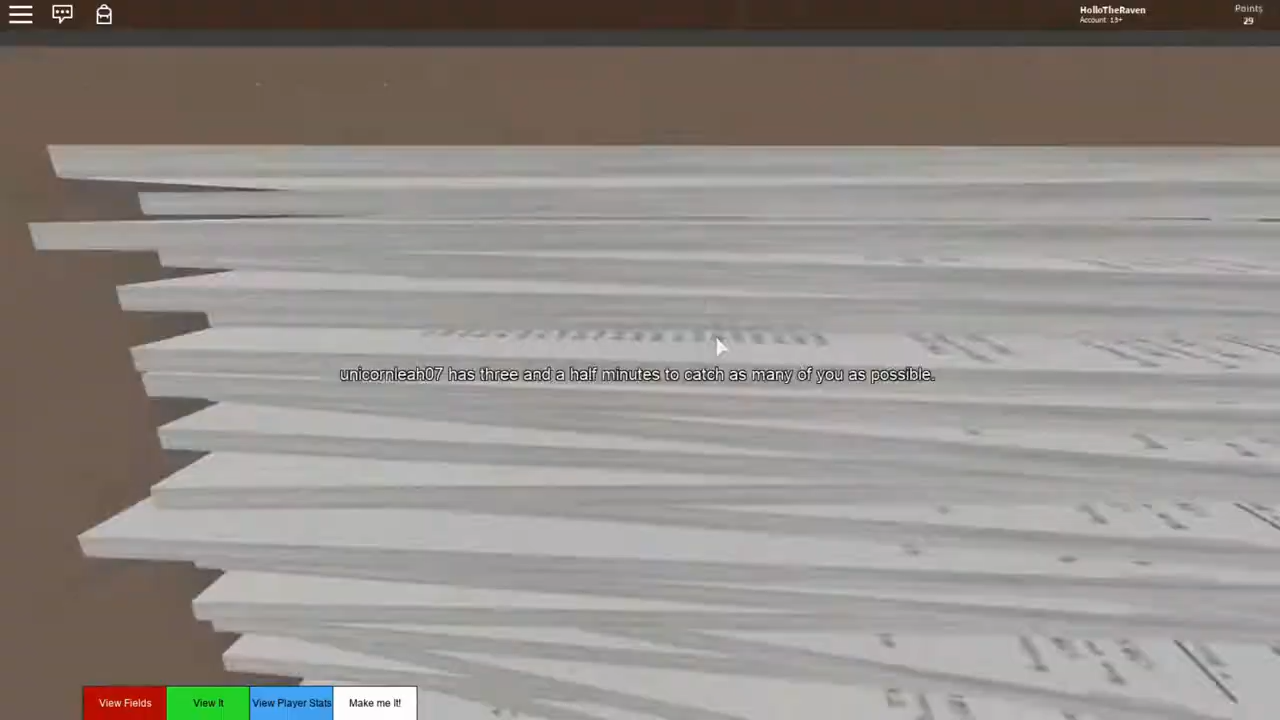 HolloTheRaven
Account: 13+
Points
29
unicornleah07 has three and a half minutes to catch as many of you as possible.
View Fields
View It
View Player Stats
Make me It!